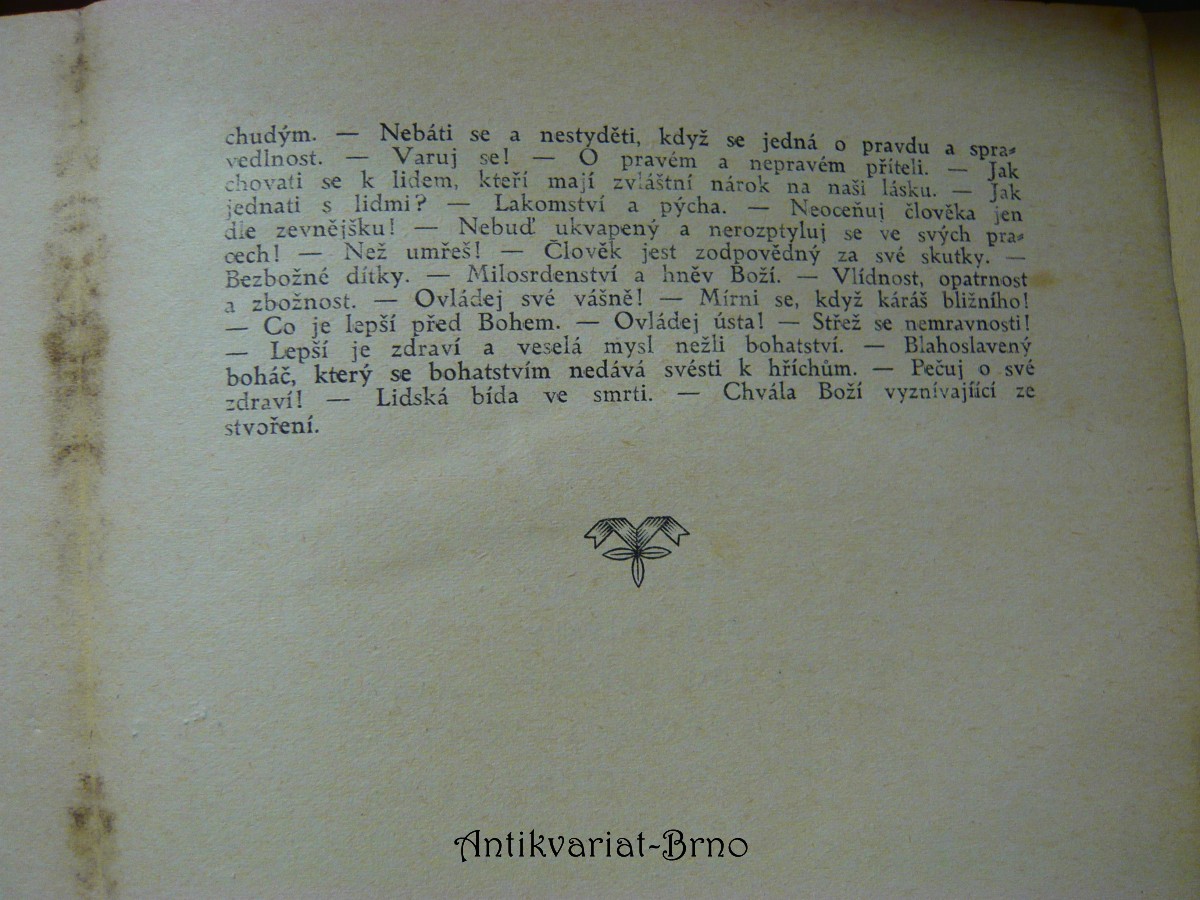 chudým. — Nebáti se a nestyděti, když se jedná o pravdu a spra-
vedlnost. — Varuj se! — O pravém a nepravém příteli. — Jak
chovati se k lidem, kteří mají zvláštní nárok na naši lásku. — Jak
jednati s lidmi? — Lakomství a pýcha. — Neoceňuj člověka jen
dle zevnějšku! — Nebuď ukvapený a nerozptyluj se ve svých pra-
cech! — Než umřeš! — Člověk jest zodpovědný za své skutky. —
Bezbožné dítky. — Milosrdenství a hněv Boží. — Vlídnost, opatrnost
a zbožnost. — Ovládej své vášně! — Mírni se, když káráš bližního!
— Co je lepší před Bohem. — Ovládej ústa! — Střež se nemravnosti!
— Lepší je zdraví a veselá mysl nežli bohatství. — Blahoslavený
boháč, který se bohatstvím nedává svésti k hříchům. — Pečuj o své
zdraví! — Lidská bída ve smrti. — Chvála Boží vyznívající ze
stvoření.
Antikvariat-Brno